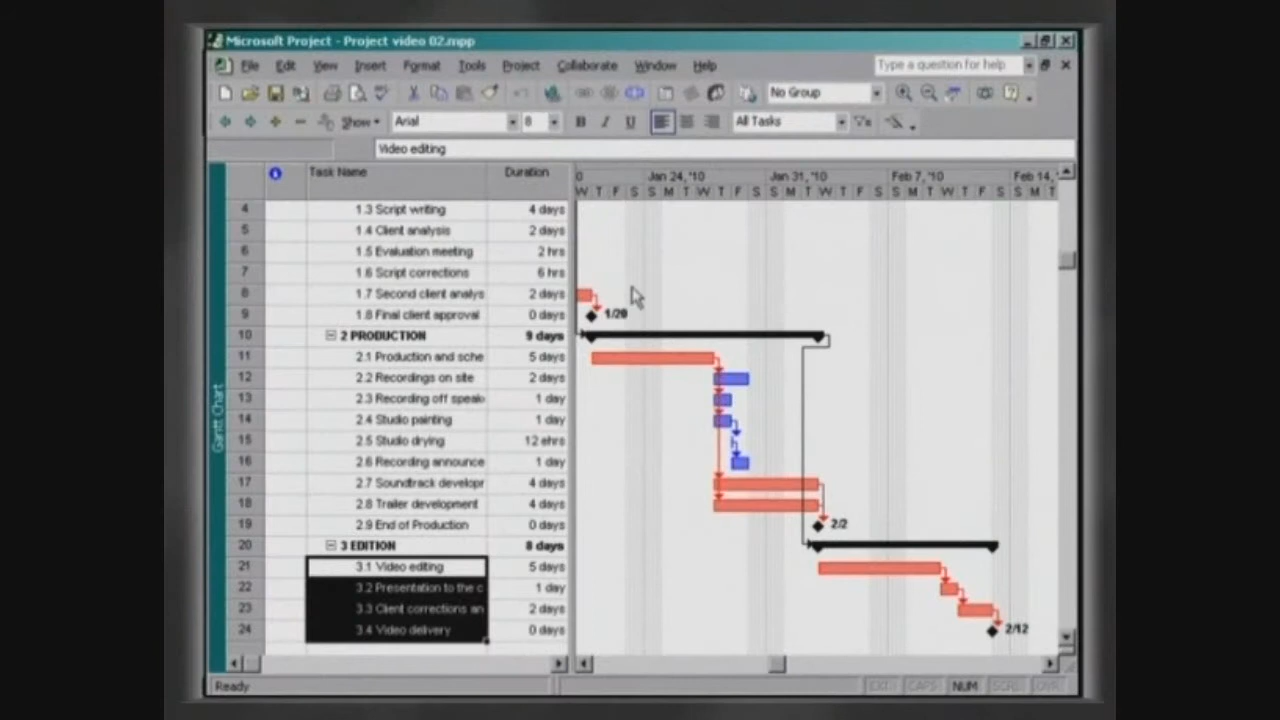 Microsoft Project - Project video 02.mpp
File Edit View Insert Format Tools Project Collaborate Window Help Type a question for help
No Group
Show Arial 8 B I U All Tasks
Video editing
Task Name Duration 0 Jan 24, '10 Jan 31, '10 Feb 7, '10 Feb 14, '
W T F S S M T W T F S S M T W T F S S M T W T F S S M T
4 1.3 Script writing 4 days
5 1.4 Client analysis 2 days
6 1.5 Evaluation meeting 2 hrs
7 1.6 Script corrections 6 hrs
8 1.7 Second client analys 2 days
9 1.8 Final client approval 0 days 1/20
10 2 PRODUCTION 9 days
11 2.1 Production and sche 5 days
12 2.2 Recordings on site 2 days
13 2.3 Recording off speak 1 day
14 2.4 Studio painting 1 day
15 2.5 Studio drying 12 ehrs
16 2.6 Recording announce 1 day
17 2.7 Soundtrack developr 4 days
18 2.8 Trailer development 4 days
19 2.9 End of Production 0 days 2/2
20 3 EDITION 8 days
21 3.1 Video editing 5 days
22 3.2 Presentation to the c 1 day
23 3.3 Client corrections an 2 days
24 3.4 Video delivery 0 days 2/12
Gantt Chart
Ready EXT CAPS NUM SCRL OVR